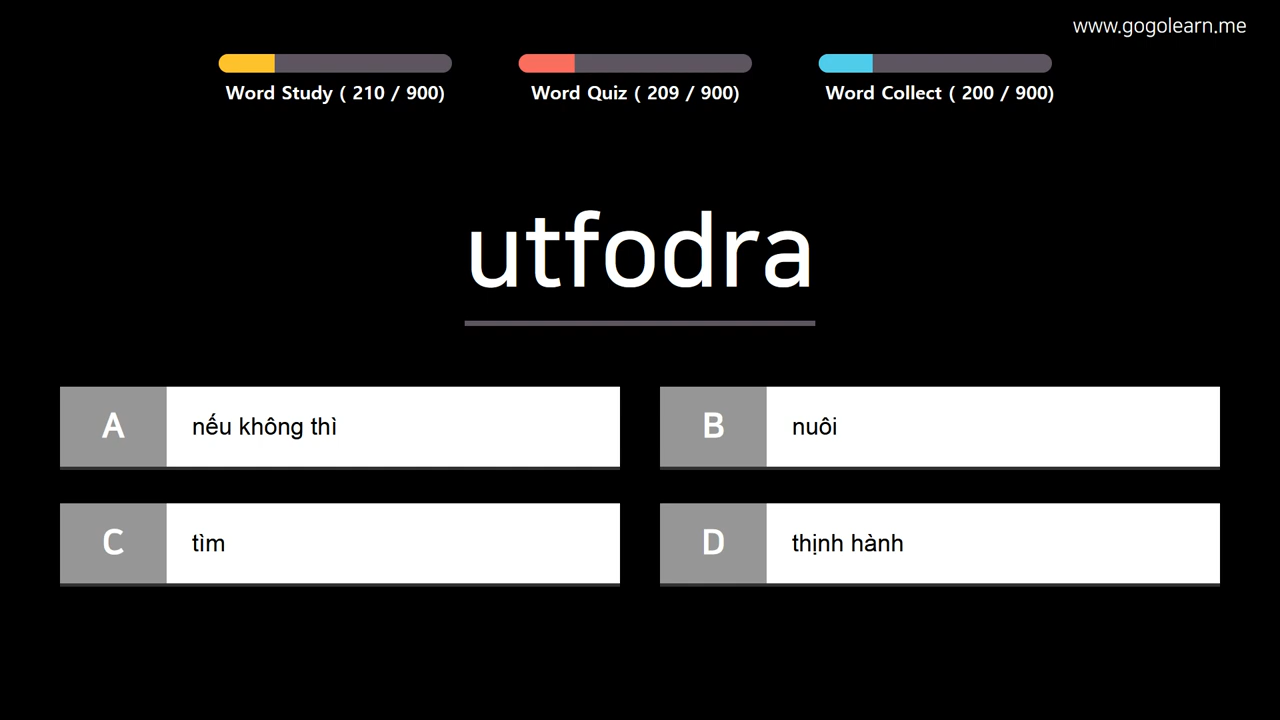 www.gogolearn.me
Word Study ( 210 / 900)
Word Quiz ( 209 / 900)
Word Collect ( 200 / 900)
utfodra
A nếu không thì
B nuôi
C tìm
D thịnh hành